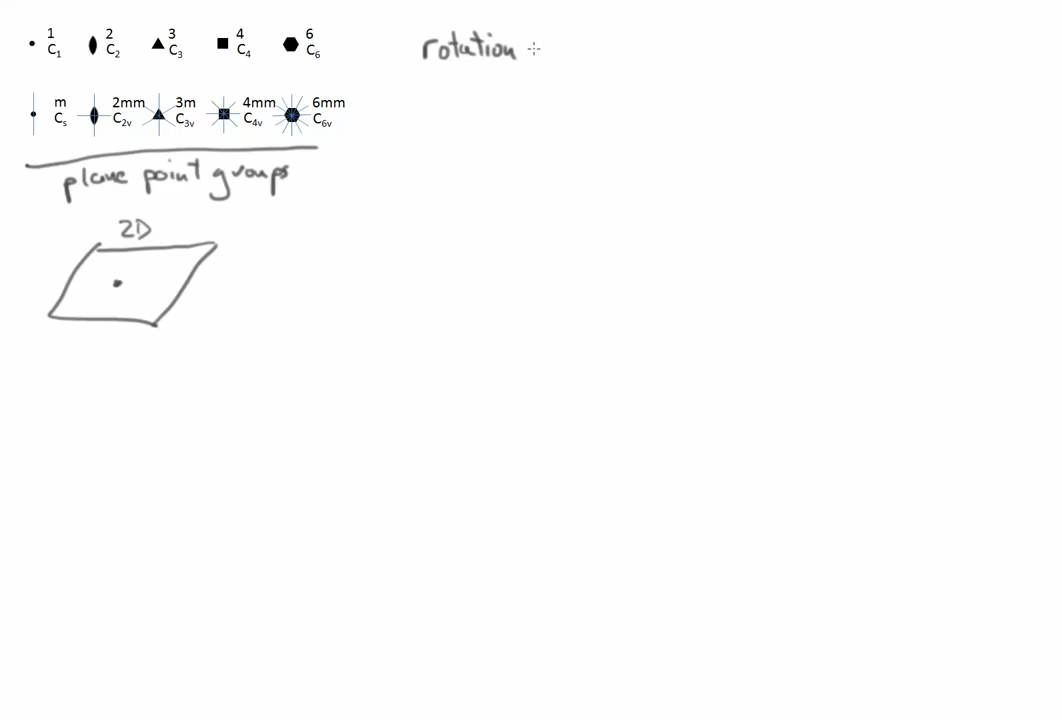 1 2 3 4 6
C1 C2 C3 C4 C6
m 2mm 3m 4mm 6mm
Cs C2v C3v C4v C6v
plane point groups
2D
rotation